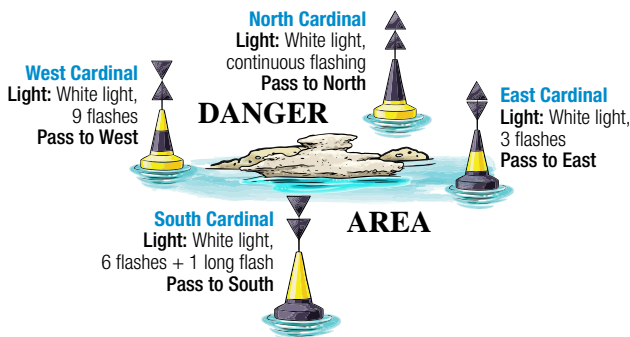 North Cardinal
Light: White light,
continuous flashing
Pass to North
West Cardinal
Light: White light,
9 flashes
Pass to West
DANGER
East Cardinal
Light: White light,
3 flashes
Pass to East
South Cardinal
Light: White light,
6 flashes + 1 long flash
Pass to South
AREA